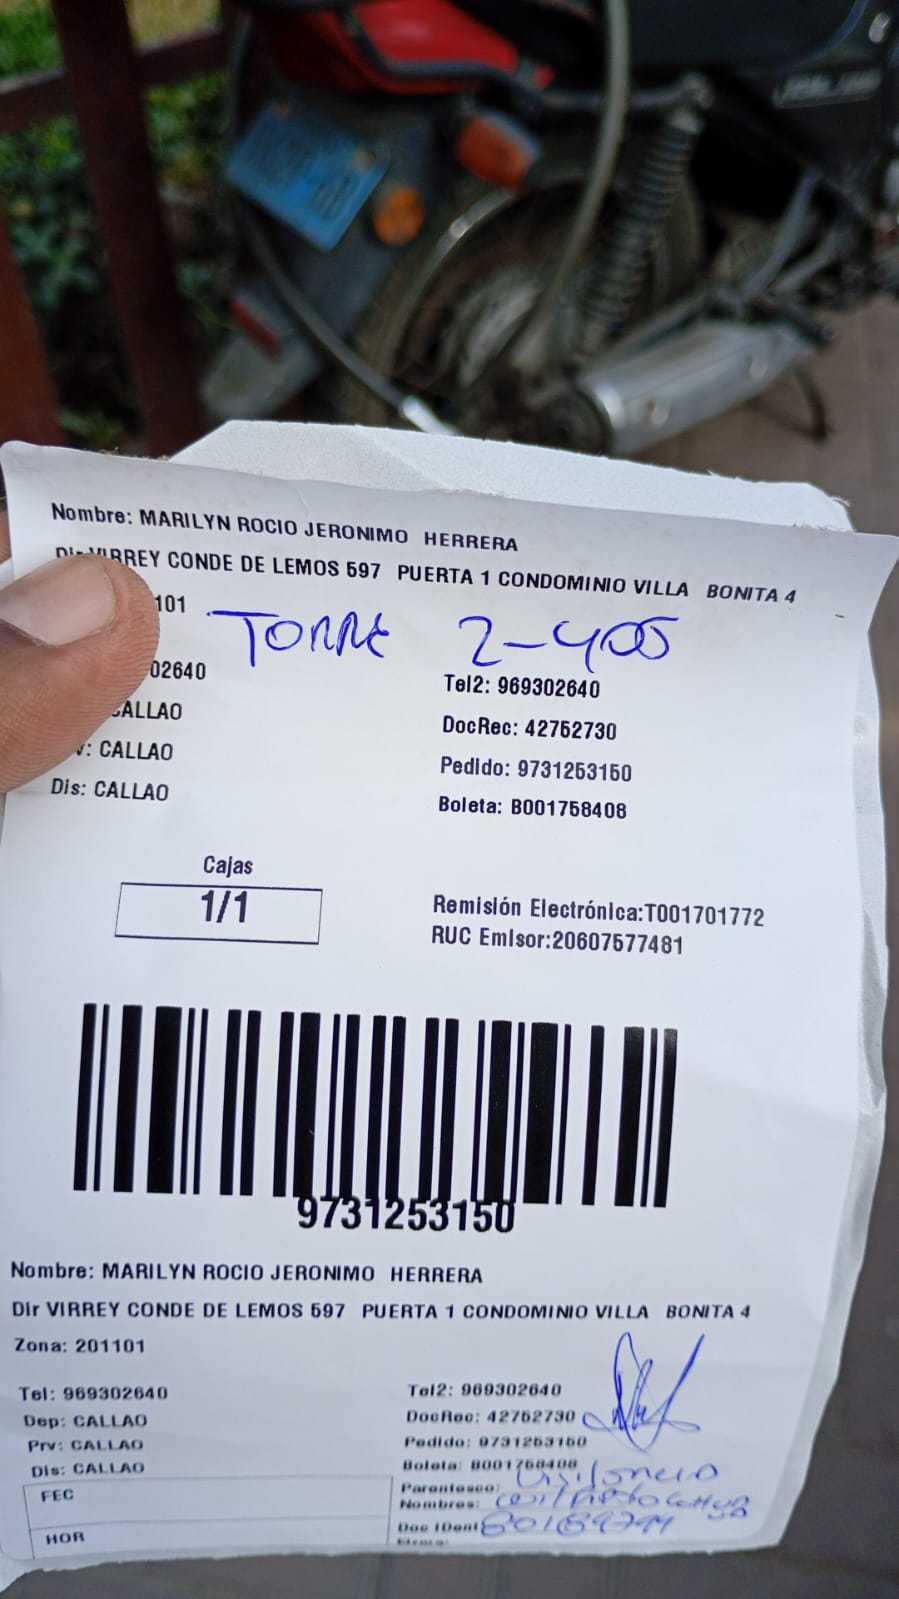 Nombre: MARILYN ROCIO JERONIMO HERRERA
VIRREY CONDE DE LEMOS 597 PUERTA 1 CONDOMINIO VILLA BONITA 4
101
TORRE 2-405
02640 Tel2: 969302640
CALLAO DocRec: 42752730
CALLAO Pedido: 9731253150
Dis: CALLAO Boleta: B001758408
Cajas
1/1
Remisión Electrónica:T001701772
RUC Emisor:20607577481
9731253150
Nombre: MARILYN ROCIO JERONIMO HERRERA
Dir VIRREY CONDE DE LEMOS 597 PUERTA 1 CONDOMINIO VILLA BONITA 4
Zona: 201101
Tel: 969302640 Tel2: 969302640
Dep: CALLAO DocRec: 42752730
Prv: CALLAO Pedido: 9731253150
Dis: CALLAO Boleta: B001758408
FEC Parentesco:
Nombres:
HOR Doc IDent